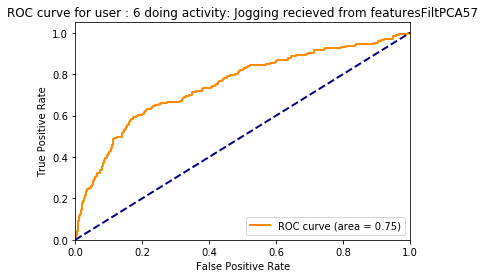 ROC curve for user : 6 doing activity: Jogging recieved from featuresFiltPCA57
1.0
0.8
0.6
0.4
0.2
0.0
True Positive Rate
ROC curve (area = 0.75)
0.0 0.2 0.4 0.6 0.8 1.0
False Positive Rate